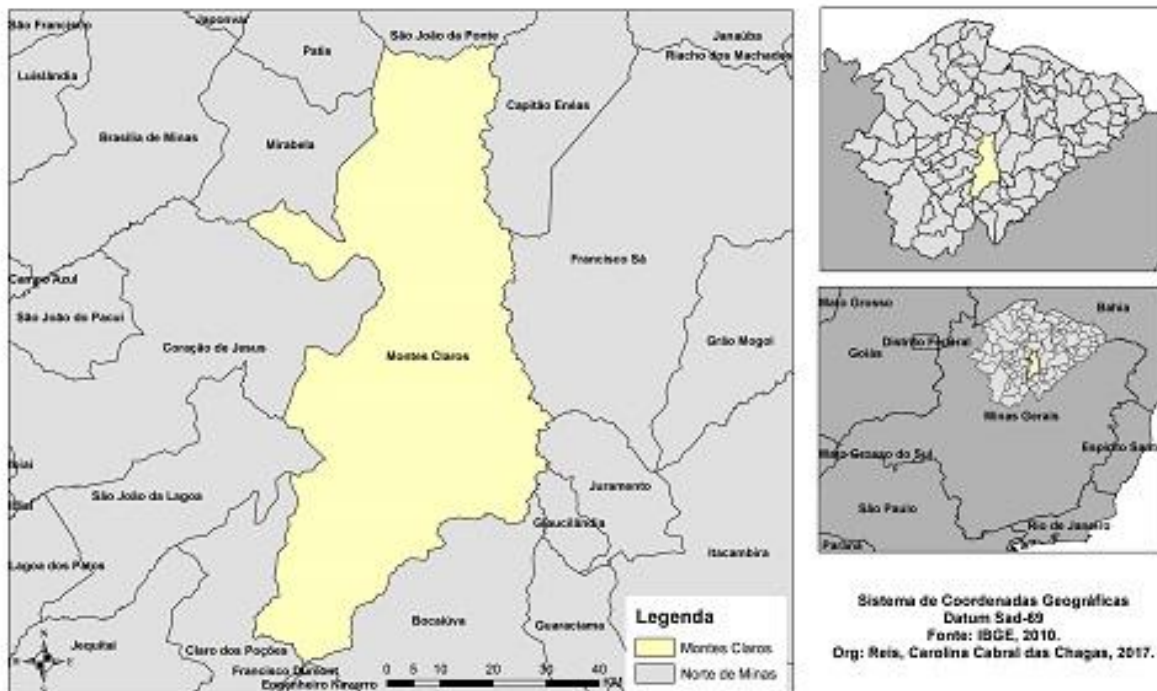 São Francisco
Japonvar
São João da Ponte
Janaúba
Patis
Riacho dos Machados
Luislândia
Capitão Enéas
Brasília de Minas
Mirabela
Francisco Sá
Campo Azul
São João do Pacuí
Coração de Jesus
Montes Claros
Grão Mogol
São João da Lagoa
Juramento
Glaucilândia
Itacambira
Lagoa dos Patos
Bocaiúva
Guaraciama
Jequitaí
Claro dos Poções
Francisco Dumont
Engenheiro Navarro
N
E
0 5 10 20 30 40
KM
Legenda
Montes Claros
Norte de Minas
Mato Grosso
Bahia
Distrito Federal
Goiás
Minas Gerais
Espírito Santo
Mato Grosso do Sul
São Paulo
Rio de Janeiro
Paraná
Sistema de Coordenadas Geográficas
Datum Sad-69
Fonte: IBGE, 2010.
Org: Reis, Carolina Cabral das Chagas, 2017.